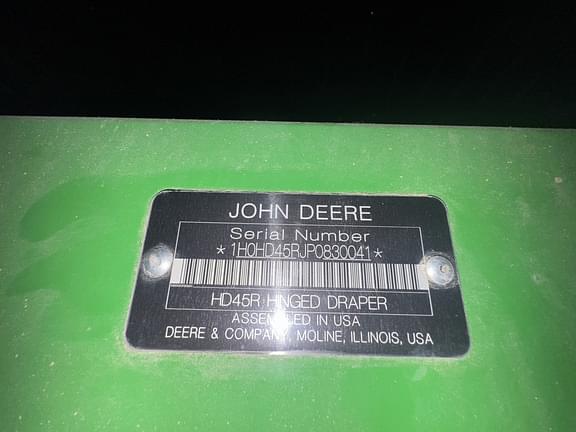 JOHN DEERE
Serial Number
*1H0HD45RJP0830041*
HD45R HINGED DRAPER
ASSEMBLED IN USA
DEERE & COMPANY, MOLINE, ILLINOIS, USA